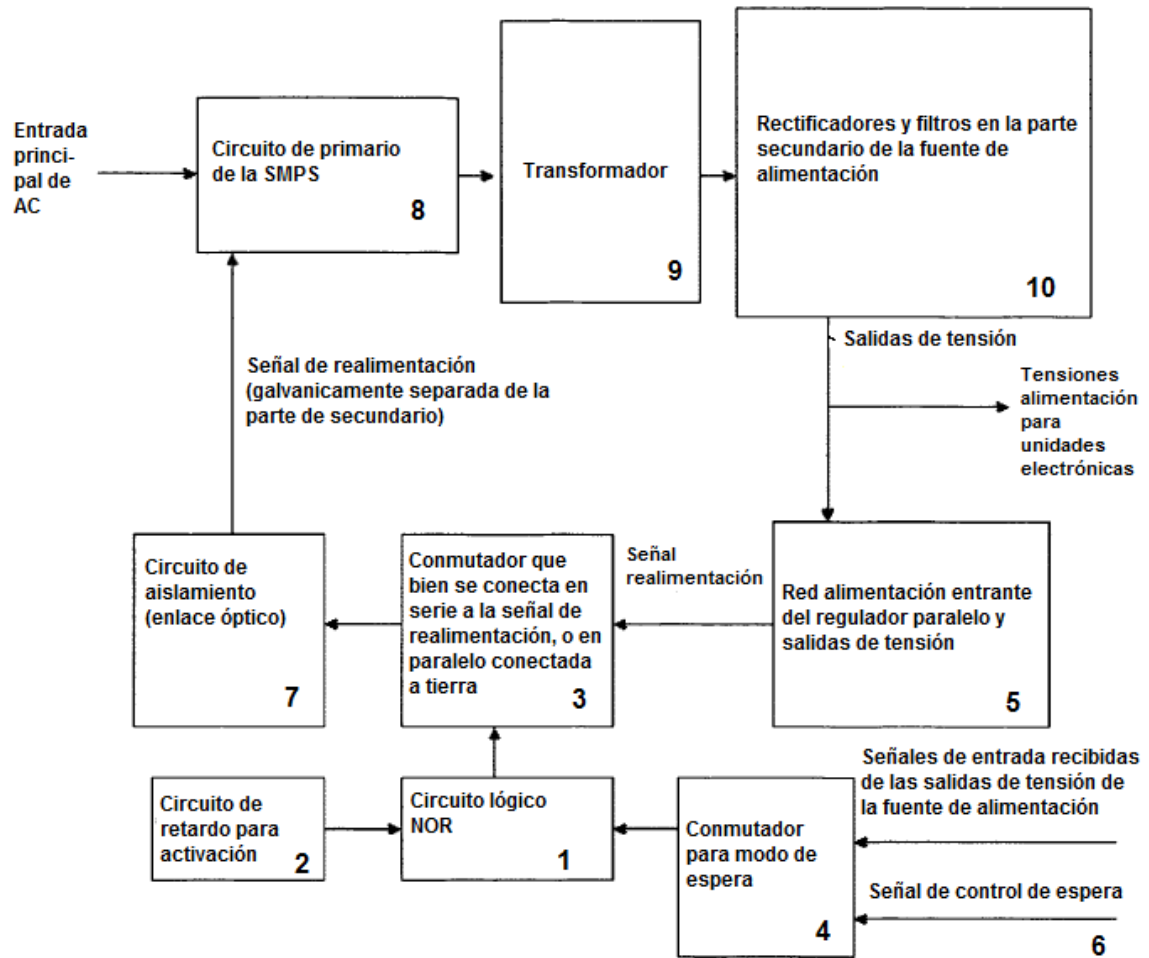 Entrada
princi-
pal de
AC
Circuito de primario
de la SMPS
8
Transformador
9
Rectificadores y filtros en la parte
secundario de la fuente de
alimentación
10
Salidas de tensión
Tensiones
alimentación
para
unidades
electrónicas
Señal de realimentación
(galvanicamente separada de la
parte de secundario)
Circuito de
aislamiento
(enlace óptico)
7
Conmutador que
bien se conecta en
serie a la señal de
realimentación, o en
paralelo conectada
a tierra
3
Señal
realimentación
Red alimentación entrante
del regulador paralelo y
salidas de tensión
5
Circuito de
retardo para
activación
2
Circuito lógico
NOR
1
Conmutador
para modo de
espera
4
Señales de entrada recibidas
de las salidas de tensión de
la fuente de alimentación
Señal de control de espera
6